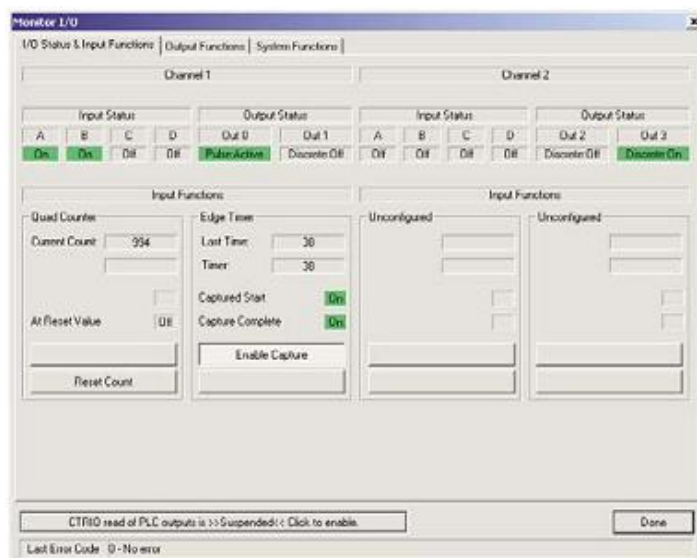 Monitor I/O
I/O Status & Input Functions Output Functions System Functions
Channel 1 Channel 2
Input Status Output Status Input Status Output Status
A B C D Out 0 Out 1 A B C D Out 2 Out 3
On On Off Off Pulse Active Discrete Off Off Off Off Off Discrete Off Discrete On
Input Functions Input Functions
Quad Counter Edge Timer Unconfigured Unconfigured
Current Count: 994 Last Time: 38
Timer: 38
Captured Start On
At Reset Value Off Capture Complete On
Enable Capture
Reset Count
CTRIO read of PLC outputs is >>Suspended<< Click to enable.
Done
Last Error Code 0 - No error